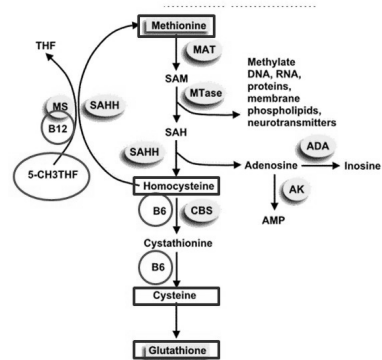 Methionine
THF
MAT
SAM
Methylate
DNA, RNA,
proteins,
membrane
phospholipids,
neurotransmitters
MTase
MS
SAHH
B12
SAH
SAHH
ADA
Adenosine
Inosine
5-CH3THF
Homocysteine
AK
B6
CBS
AMP
Cystathionine
B6
Cysteine
Glutathione